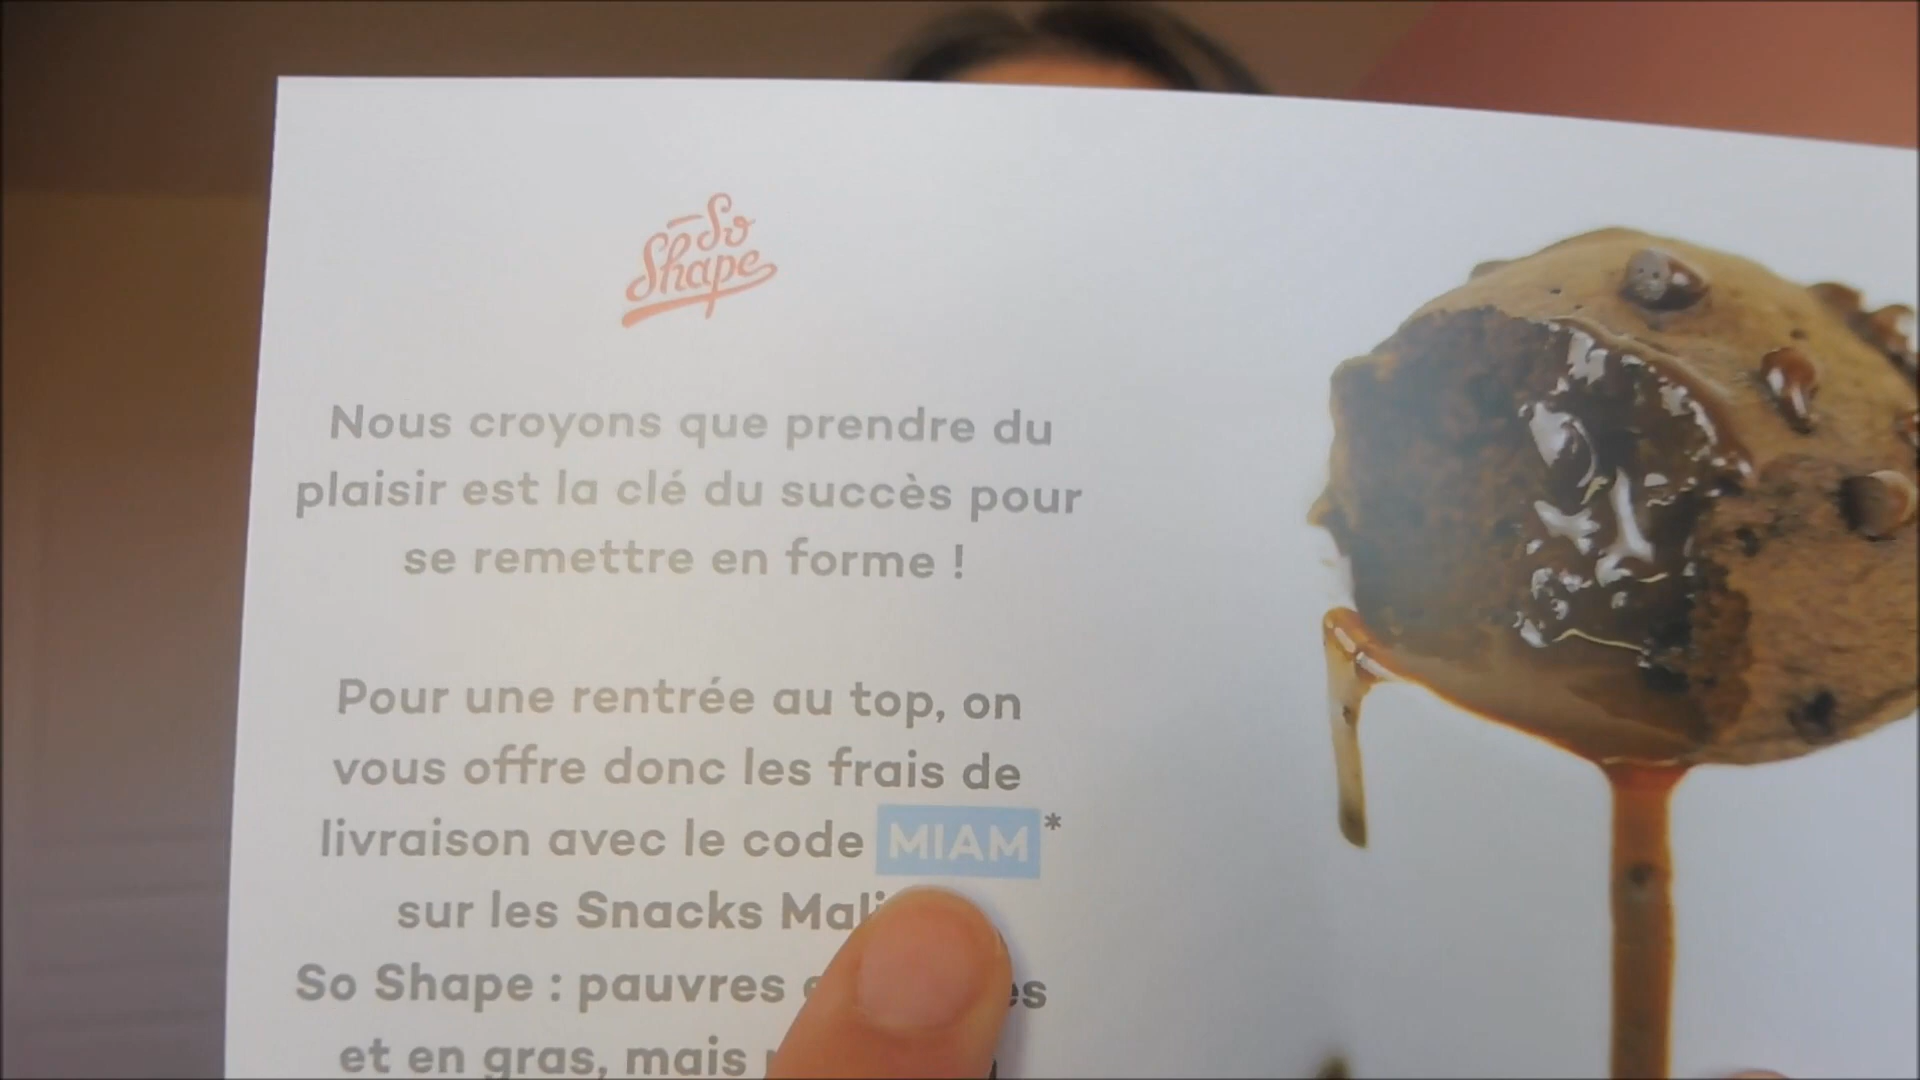 So
Shape
Nous croyons que prendre du
plaisir est la clé du succès pour
se remettre en forme !
Pour une rentrée au top, on
vous offre donc les frais de
livraison avec le code MIAM*
sur les Snacks
So Shape : pauvres
et en gras, mais